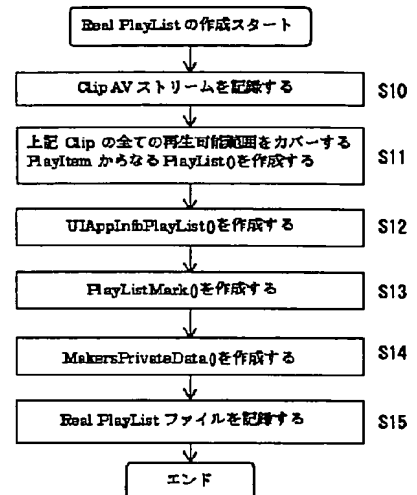 Real PlayList の作成スタート
Clip AV ストリームを記録する
S10
上記 Clip の全ての再生可能範囲をカバーする
PlayItem からなる PlayList()を作成する
S11
UIAppInfoPlayList()を作成する
S12
PlayListMark()を作成する
S13
MakersPrivateData()を作成する
S14
Real PlayList ファイルを記録する
S15
エンド